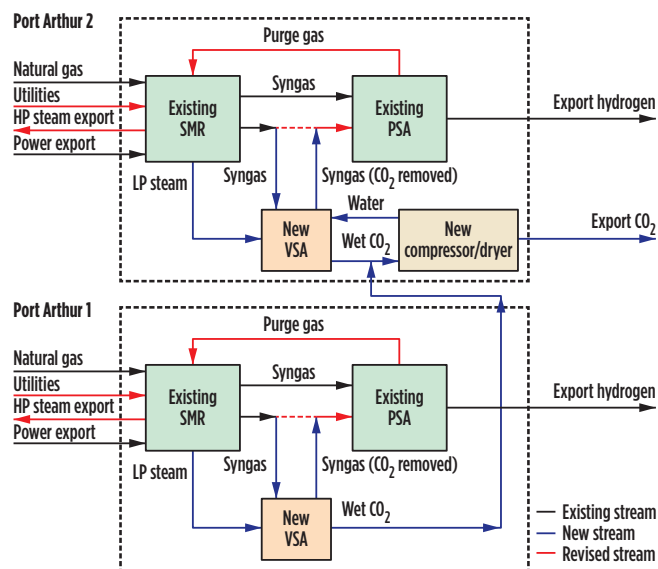 Port Arthur 2
Purge gas
Natural gas
Utilities
HP steam export
Power export
Existing
SMR
Syngas
Existing
PSA
Export hydrogen
LP steam
Syngas
Syngas (CO2 removed)
Water
New
VSA
Wet CO2
New
compressor/dryer
Export CO2
Port Arthur 1
Purge gas
Natural gas
Utilities
HP steam export
Power export
Existing
SMR
Syngas
Existing
PSA
Export hydrogen
LP steam
Syngas
Syngas (CO2 removed)
New
VSA
Wet CO2
Existing stream
New stream
Revised stream